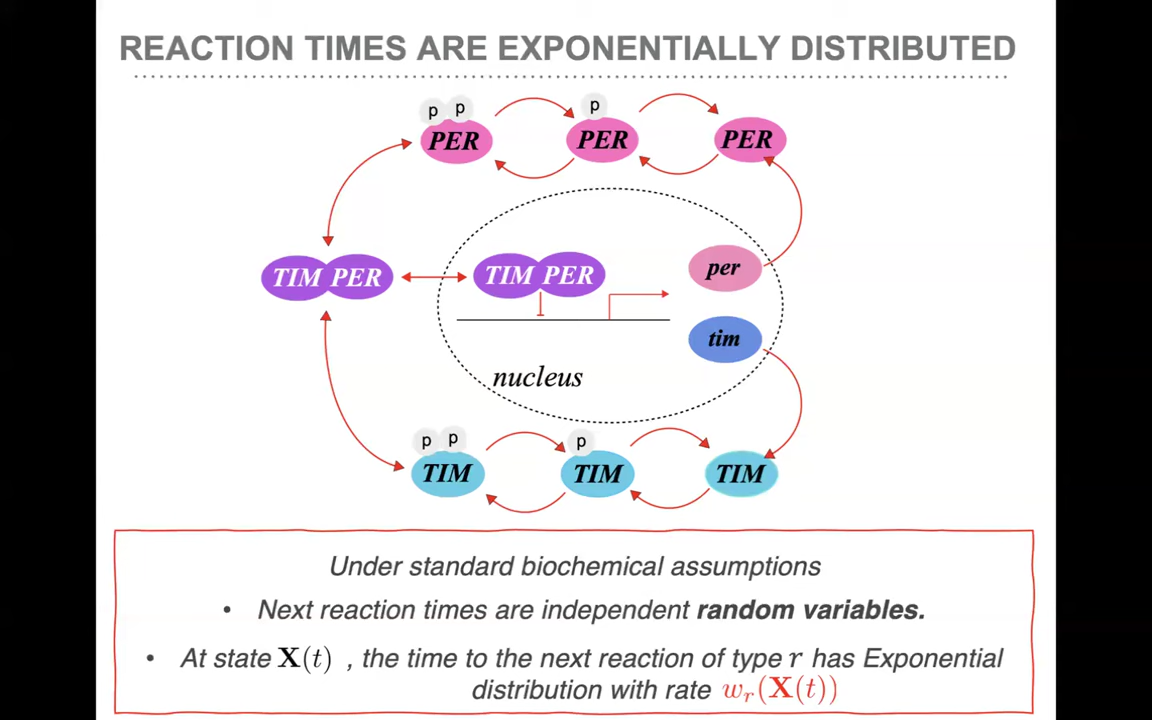 REACTION TIMES ARE EXPONENTIALLY DISTRIBUTED
p p p
PER PER PER
TIM PER TIM PER per
tim
nucleus
p p p
TIM TIM TIM
Under standard biochemical assumptions
• Next reaction times are independent random variables.
• At state X(t) , the time to the next reaction of type r has Exponential
distribution with rate w_r(X(t))